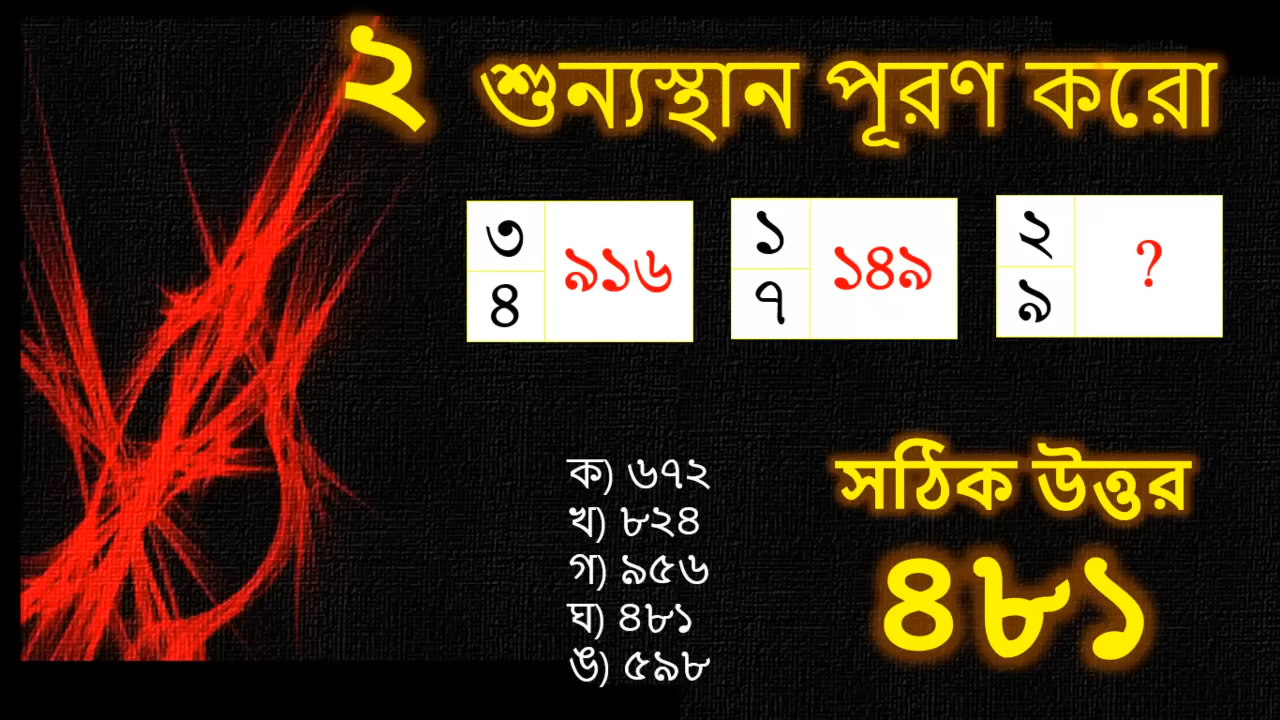 ২ শুন্যস্থান পূরণ করো
৩
৪
৯১৬
১
৭
১৪৯
২
৯
?
ক) ৬৭২
খ) ৮২৪
গ) ৯৫৬
ঘ) ৪৮১
ঙ) ৫৯৮
সঠিক উত্তর
৪৮১